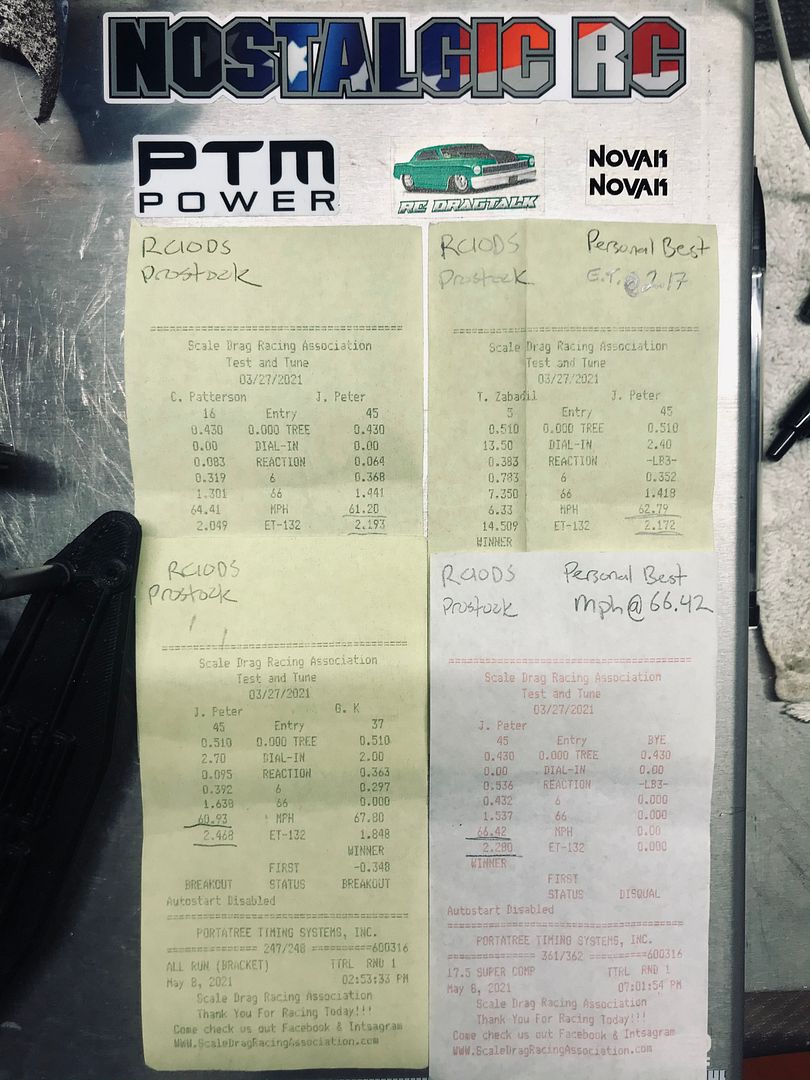 NOSTALGIC RC
PTM
POWER
RC DRAGTALK
NOVAK
NOVAK
RC10DS
Prostock
Scale Drag Racing Association
Test and Tune
03/27/2021
C. Patterson J. Peter
16 Entry 45
0.430 0.000 TREE 0.430
0.00 DIAL-IN 0.00
0.083 REACTION 0.064
0.319 6 0.368
1.301 66 1.441
64.41 MPH 61.20
2.049 ET-132 2.193
RC10DS Personal Best
Prostock E.T. @ 2.17
Scale Drag Racing Association
Test and Tune
03/27/2021
T. Zabadil J. Peter
3 Entry 45
0.510 0.000 TREE 0.510
13.50 DIAL-IN 2.40
0.383 REACTION -LB3-
0.783 6 0.352
7.350 66 1.418
6.33 MPH 62.79
14.509 ET-132 2.172
WINNER
RC10DS
Prostock
Scale Drag Racing Association
Test and Tune
03/27/2021
J. Peter G. K
45 Entry 37
0.510 0.000 TREE 0.510
2.70 DIAL-IN 2.00
0.095 REACTION 0.363
0.392 6 0.297
1.638 66 0.000
60.93 MPH 67.80
2.468 ET-132 1.848
WINNER
FIRST -0.348
BREAKOUT STATUS BREAKOUT
Autostart Disabled
PORTATREE TIMING SYSTEMS, INC.
=========== 247/248 ==========600316
ALL RUN (BRACKET) TTRL RND 1
May 8, 2021 02:53:33 PM
Scale Drag Racing Association
Thank You For Racing Today!!!
Come check us out Facebook & Intsagram
WWW.ScaleDragRacingAssociation.com
RC10DS Personal Best
Prostock mph @ 66.42
Scale Drag Racing Association
Test and Tune
03/27/2021
J. Peter
45 Entry BYE
0.430 0.000 TREE 0.430
0.00 DIAL-IN 0.00
0.536 REACTION -LB3-
0.432 6 0.000
1.537 66 0.000
66.42 MPH 0.00
2.280 ET-132 0.000
WINNER
FIRST
STATUS DISQUAL
Autostart Disabled
PORTATREE TIMING SYSTEMS, INC.
=========== 361/362 ==========600316
17.5 SUPER COMP TTRL RND 1
May 8, 2021 07:01:54 PM
Scale Drag Racing Association
Thank You For Racing Today!!!
Come check us out Facebook & Intsagram
WWW.ScaleDragRacingAssociation.com